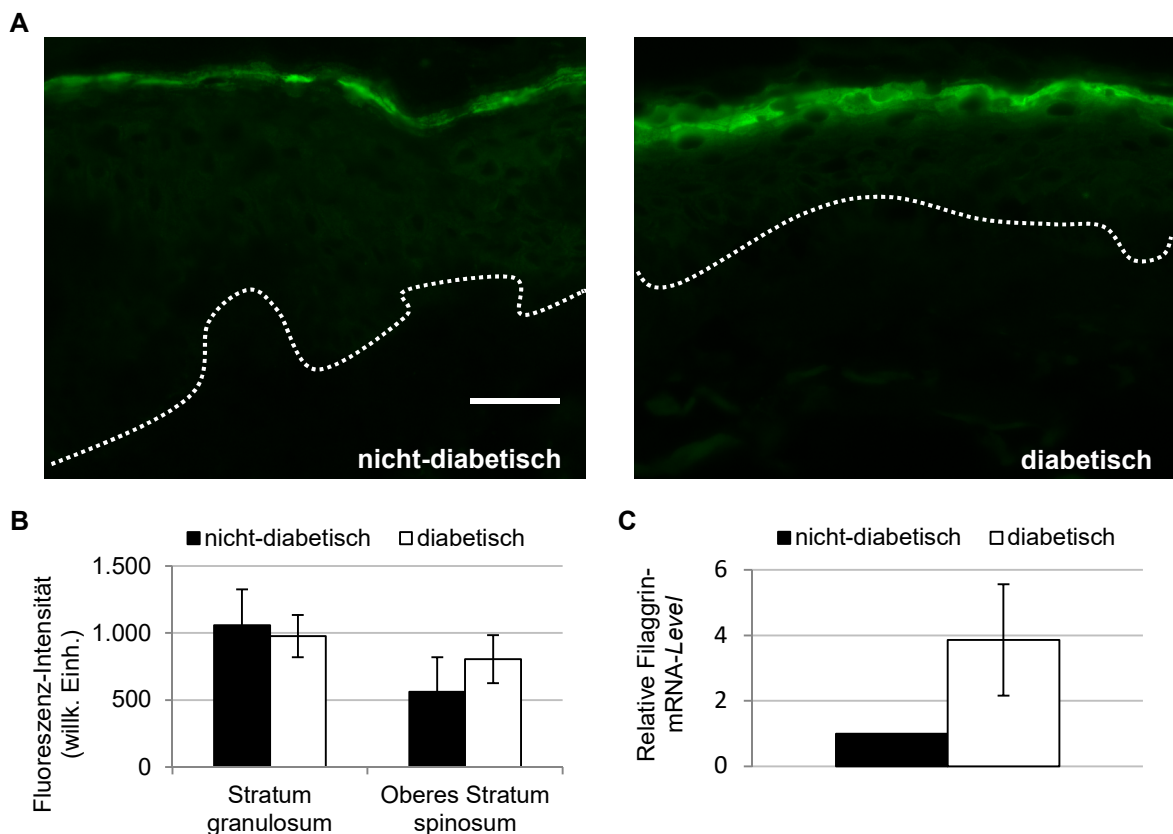 A
nicht-diabetisch
diabetisch
B
nicht-diabetisch diabetisch
Fluoreszenz-Intensität
(willk. Einh.)
1.500
1.000
500
0
Stratum
granulosum
Oberes Stratum
spinosum
C
nicht-diabetisch diabetisch
Relative Filaggrin-
mRNA-Level
6
4
2
0